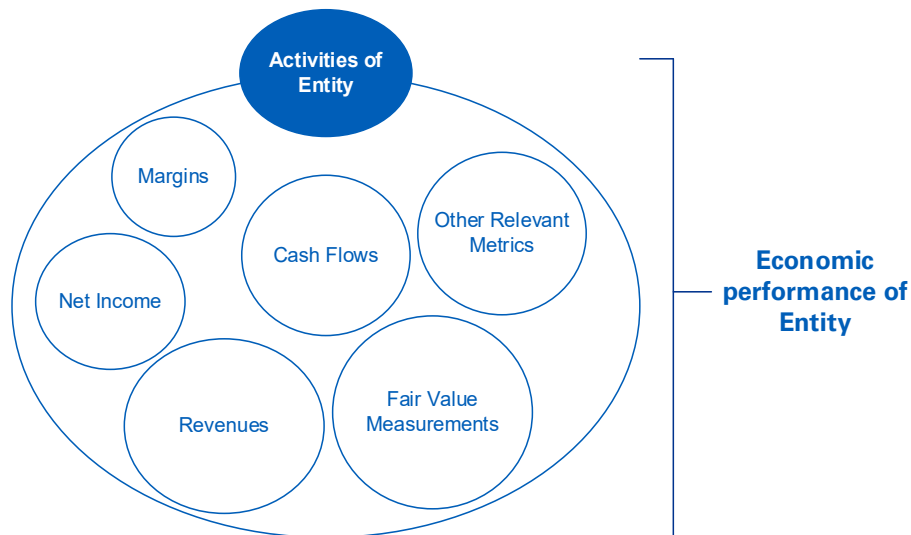 Activities of
Entity
Margins
Other Relevant
Metrics
Cash Flows
Net Income
Economic
performance of
Entity
Revenues
Fair Value
Measurements